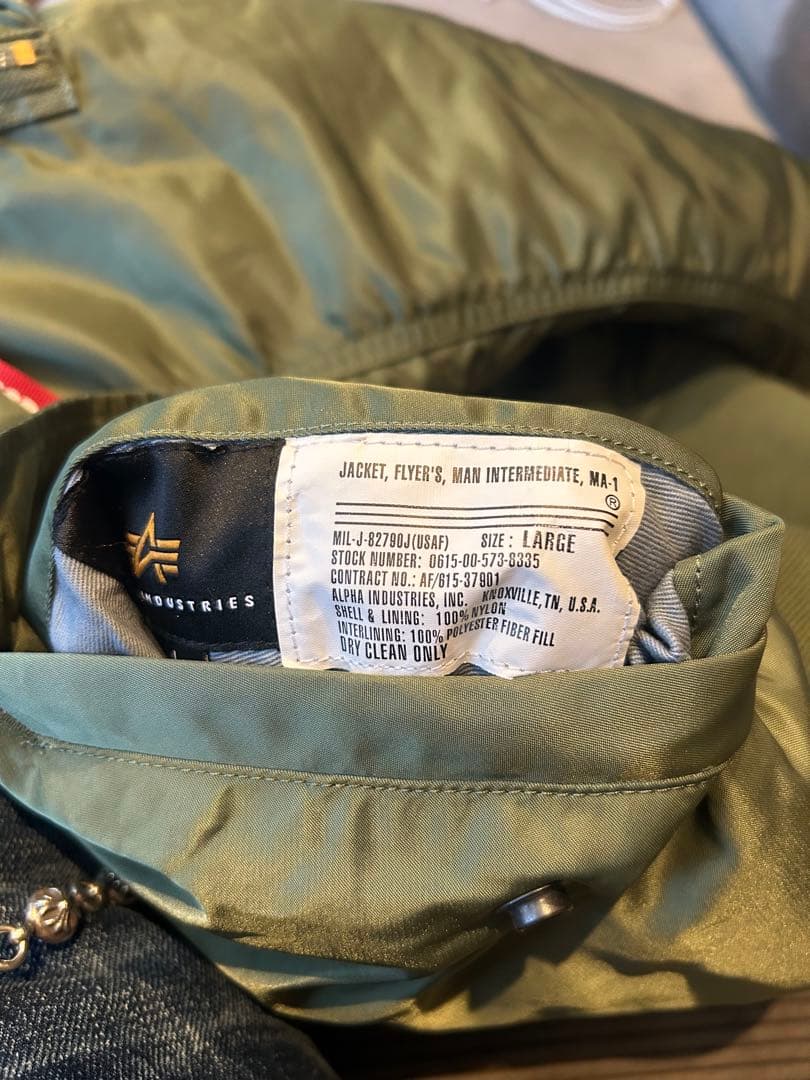 JACKET, FLYER'S, MAN INTERMEDIATE, MA-1
®
MIL-J-82790J(USAF) SIZE: LARGE
STOCK NUMBER: 0615-00-573-8335
CONTRACT NO.: AF/615-37901
ALPHA INDUSTRIES, INC. KNOXVILLE, TN, U.S.A.
SHELL & LINING: 100% NYLON
INTERLINING: 100% POLYESTER FIBER FILL
DRY CLEAN ONLY
INDUSTRIES